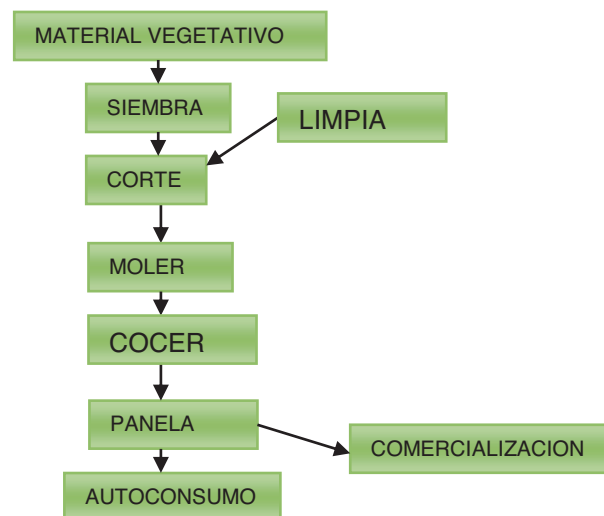 MATERIAL VEGETATIVO
SIEMBRA
LIMPIA
CORTE
MOLER
COCER
PANELA
COMERCIALIZACION
AUTOCONSUMO